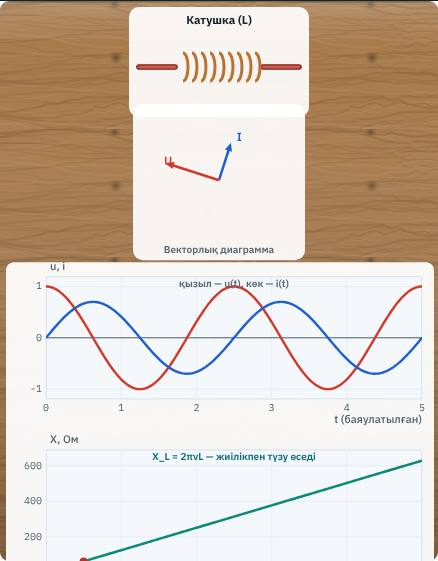 Катушка (L)
I
U
Векторлық диаграмма
u, i
қызыл — u(t), көк — i(t)
1
0
-1
0 1 2 3 4 5
t (баяулатылған)
X, Ом
X_L = 2πνL — жиілікпен түзу өседі
600
400
200